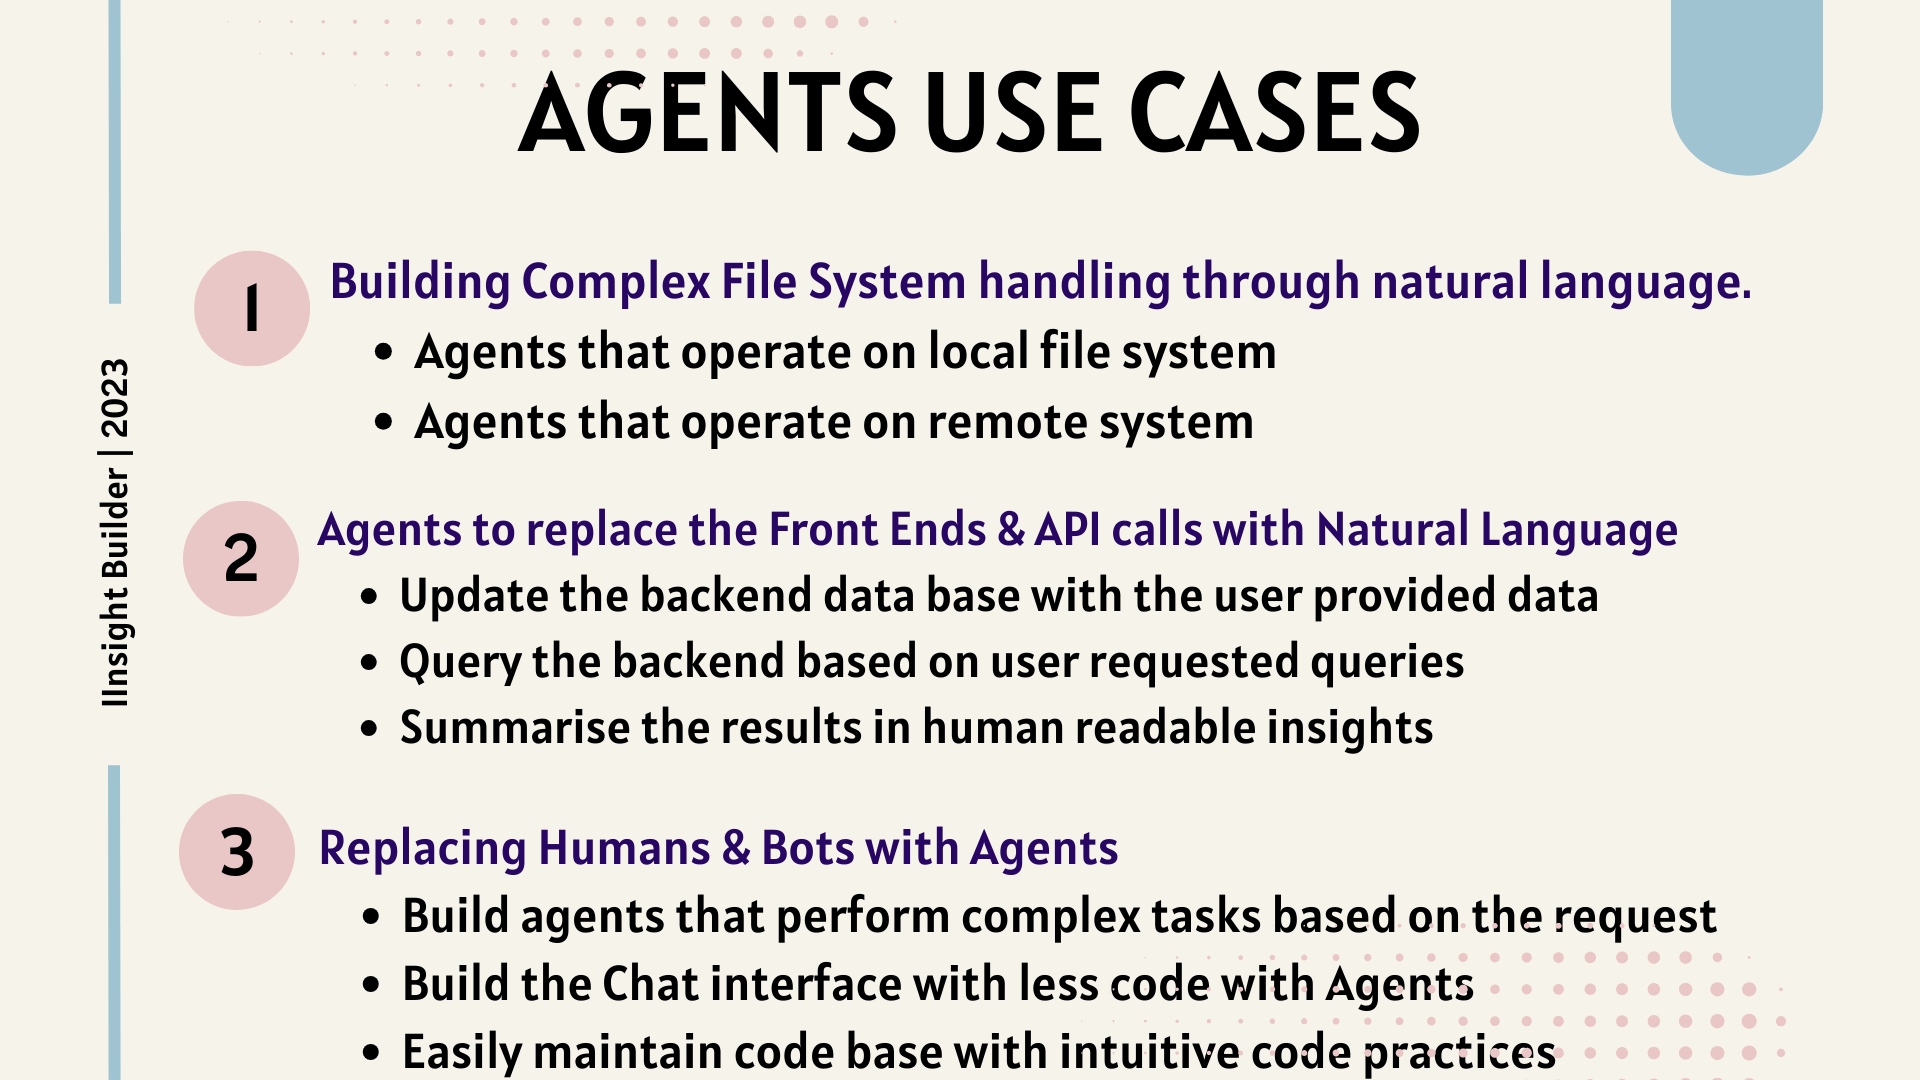 AGENTS USE CASES
1
Building Complex File System handling through natural language.
• Agents that operate on local file system
• Agents that operate on remote system
2
Agents to replace the Front Ends & API calls with Natural Language
• Update the backend data base with the user provided data
• Query the backend based on user requested queries
• Summarise the results in human readable insights
3
Replacing Humans & Bots with Agents
• Build agents that perform complex tasks based on the request
• Build the Chat interface with less code with Agents
• Easily maintain code base with intuitive code practices
IInsight Builder | 2023